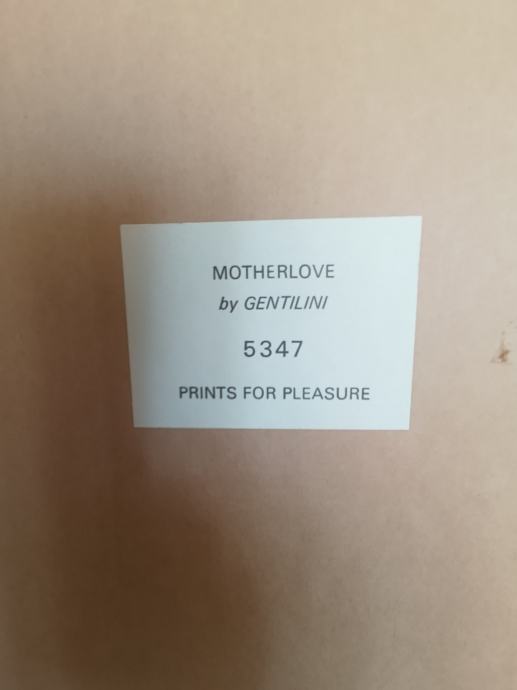 MOTHERLOVE
by GENTILINI
5347
PRINTS FOR PLEASURE